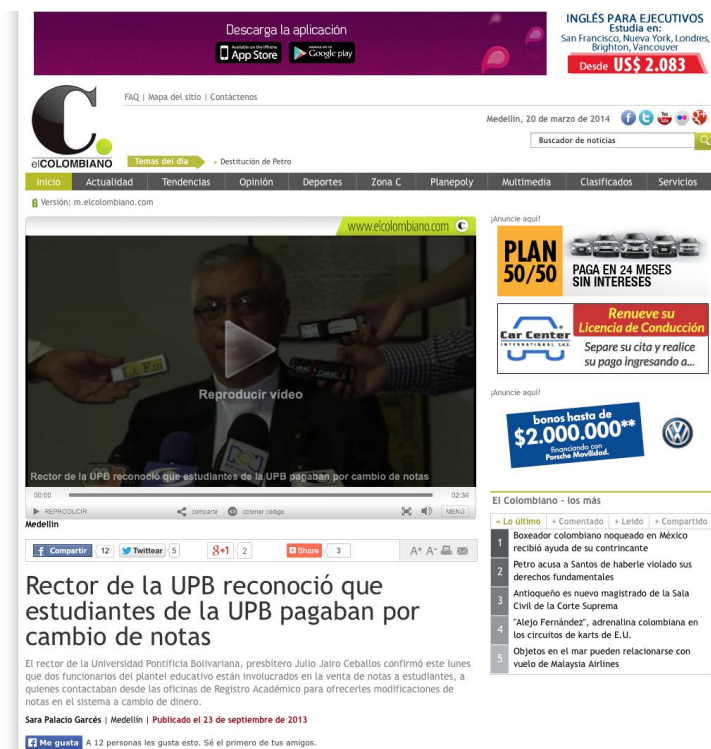 Descarga la aplicación
Available on the iPhone
App Store
Google play
INGLÉS PARA EJECUTIVOS
Estudia en:
San Francisco, Nueva York, Londres,
Brighton, Vancouver
Desde US$ 2.083
FAQ | Mapa del sitio | Contáctenos
elCOLOMBIANO
Medellín, 20 de marzo de 2014
Buscador de noticias
Temas del día
Destitución de Petro
Inicio Actualidad Tendencias Opinión Deportes Zona C Planepoly Multimedia Clasificados Servicios
Versión: m.elcolombiano.com
www.elcolombiano.com
LA F.m
Reproducir vídeo
Rector de la UPB reconoció que estudiantes de la UPB pagaban por cambio de notas
00:00 02:36
REPRODUCIR compartir obtener código MENÚ
Medellín
Compartir 12 Twittear 5 g+1 2 Share 3 A+ A-
Rector de la UPB reconoció que
estudiantes de la UPB pagaban por
cambio de notas
El rector de la Universidad Pontificia Bolivariana, presbítero Julio Jairo Ceballos confirmó este lunes
que dos funcionarios del plantel educativo están involucrados en la venta de notas a estudiantes, a
quienes contactaban desde las oficinas de Registro Académico para ofrecerles modificaciones de
notas en el sistema a cambio de dinero.
Sara Palacio Garcés | Medellín | Publicado el 23 de septiembre de 2013
Me gusta A 12 personas les gusta esto. Sé el primero de tus amigos.
¡Anuncie aquí!
PLAN
50/50
PAGA EN 24 MESES
SIN INTERESES
Car Center
INTERNATIONAL S.A.S.
Renueve su
Licencia de Conducción
Separe su cita y realice
su pago ingresando a...
¡Anuncie aquí!
bonos hasta de
$2.000.000**
financiando con
Porsche Movilidad.
El Colombiano - los más
« Lo último + Comentado + Leido + Compartido
1 Boxeador colombiano noqueado en México
recibió ayuda de su contrincante
2 Petro acusa a Santos de haberle violado sus
derechos fundamentales
3 Antioqueño es nuevo magistrado de la Sala
Civil de la Corte Suprema
4 "Alejo Fernández", adrenalina colombiana en
los circuitos de karts de E.U.
5 Objetos en el mar pueden relacionarse con
vuelo de Malaysia Airlines